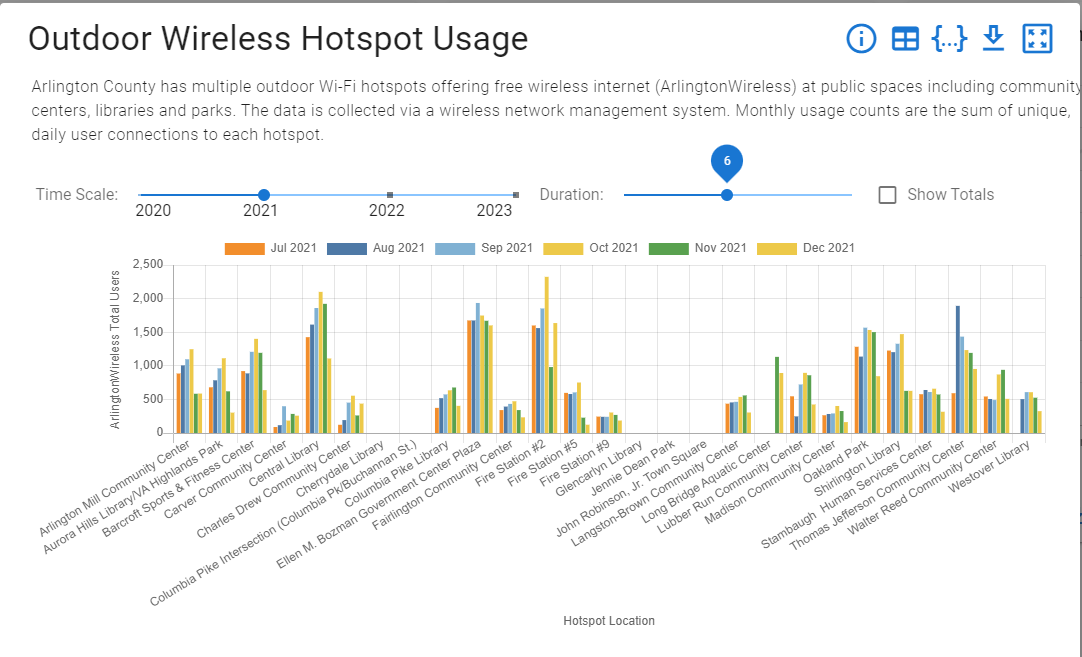 Outdoor Wireless Hotspot Usage
{...}
Arlington County has multiple outdoor Wi-Fi hotspots offering free wireless internet (ArlingtonWireless) at public spaces including community
centers, libraries and parks. The data is collected via a wireless network management system. Monthly usage counts are the sum of unique,
daily user connections to each hotspot.
6
Time Scale:
2020 2021 2022 2023
Duration:
Show Totals
Jul 2021 Aug 2021 Sep 2021 Oct 2021 Nov 2021 Dec 2021
ArlingtonWireless Total Users
2,500
2,000
1,500
1,000
500
0
Arlington Mill Community Center
Aurora Hills Library/VA Highlands Park
Barcroft Sports & Fitness Center
Carver Community Center
Central Library
Charles Drew Community Center
Cherrydale Library
Columbia Pike Intersection (Columbia Pk/Buchannan St.)
Columbia Pike Library
Ellen M. Bozman Government Center Plaza
Fairlington Community Center
Fire Station #2
Fire Station #5
Fire Station #9
Glencarlyn Library
Jennie Dean Park
John Robinson, Jr. Town Square
Langston-Brown Community Center
Long Bridge Aquatic Center
Lubber Run Community Center
Madison Community Center
Oakland Park
Shirlington Library
Stambaugh Human Services Center
Thomas Jefferson Community Center
Walter Reed Community Center
Westover Library
Hotspot Location